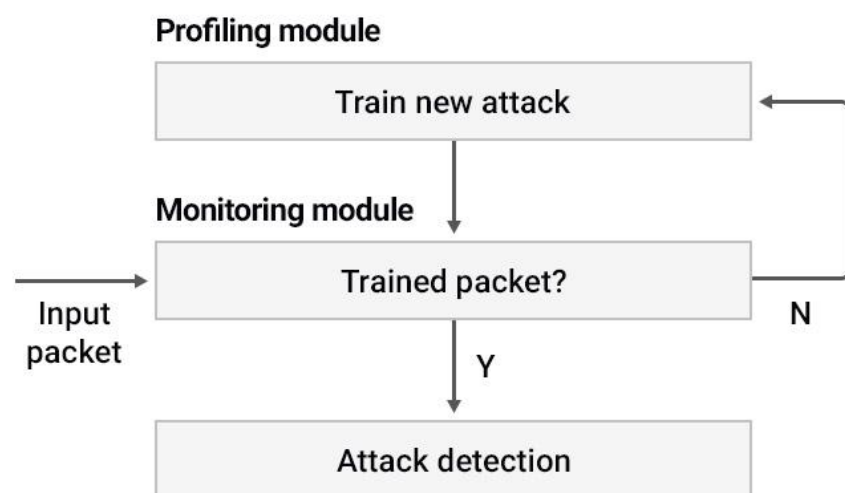 Profiling module
Train new attack
Monitoring module
Trained packet?
Input
packet
N
Y
Attack detection